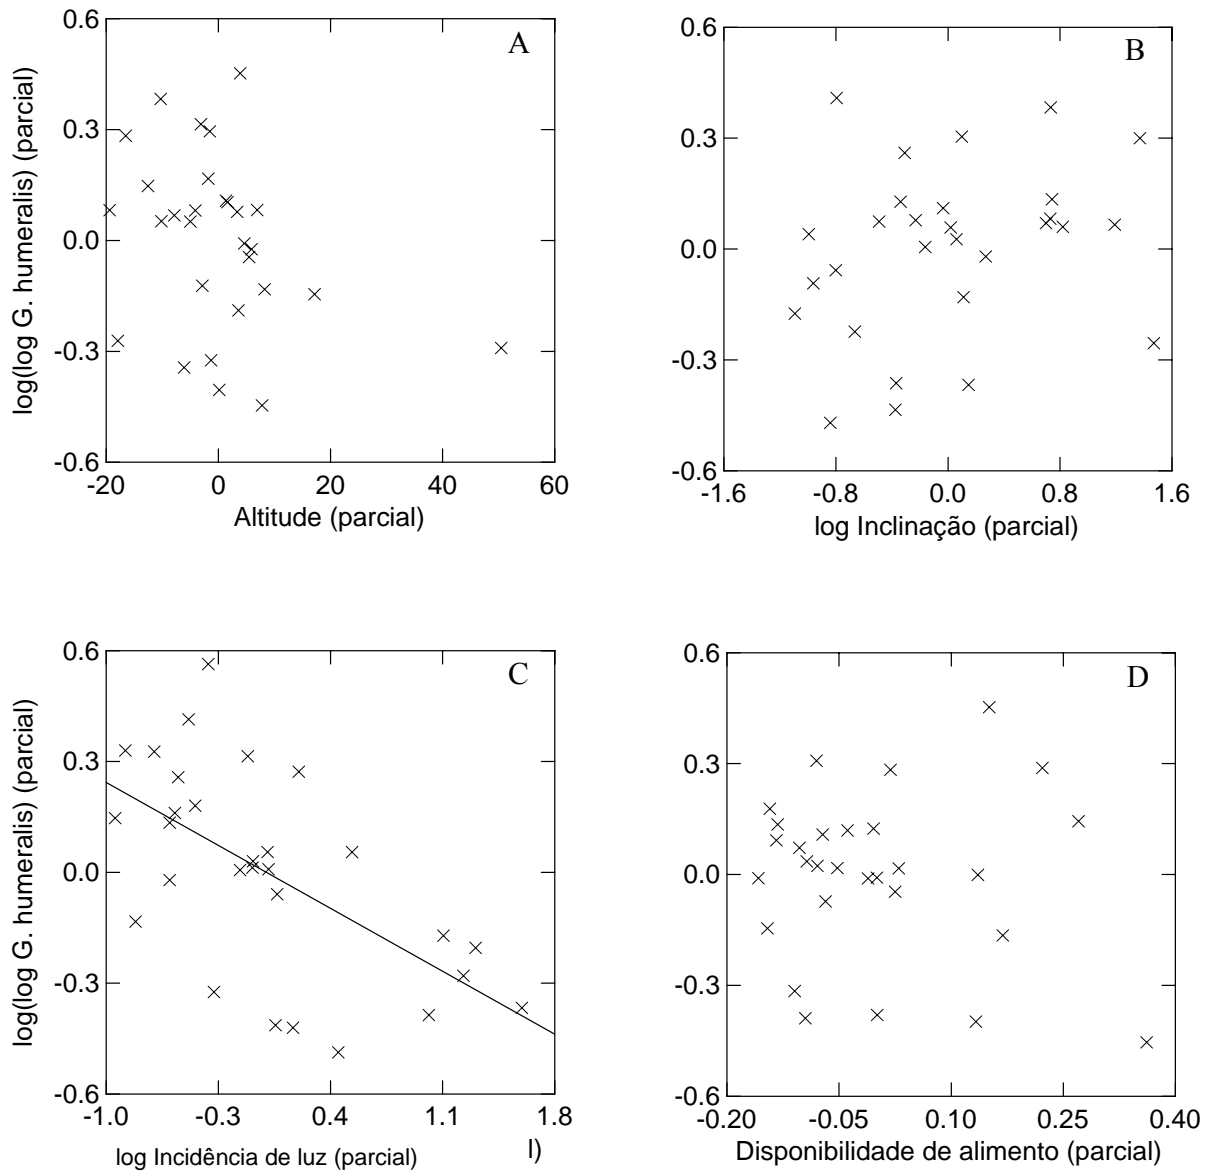 0.6
A
0.3
0.0
-0.3
-0.6
-20 0 20 40 60
Altitude (parcial)
log(log G. humeralis) (parcial)
0.6
B
0.3
0.0
-0.3
-0.6
-1.6 -0.8 0.0 0.8 1.6
log Inclinação (parcial)
0.6
C
0.3
0.0
-0.3
-0.6
-1.0 -0.3 0.4 1.1 1.8
log Incidência de luz (parcial) l)
log(log G. humeralis) (parcial)
0.6
D
0.3
0.0
-0.3
-0.6
-0.20 -0.05 0.10 0.25 0.40
Disponibilidade de alimento (parcial)